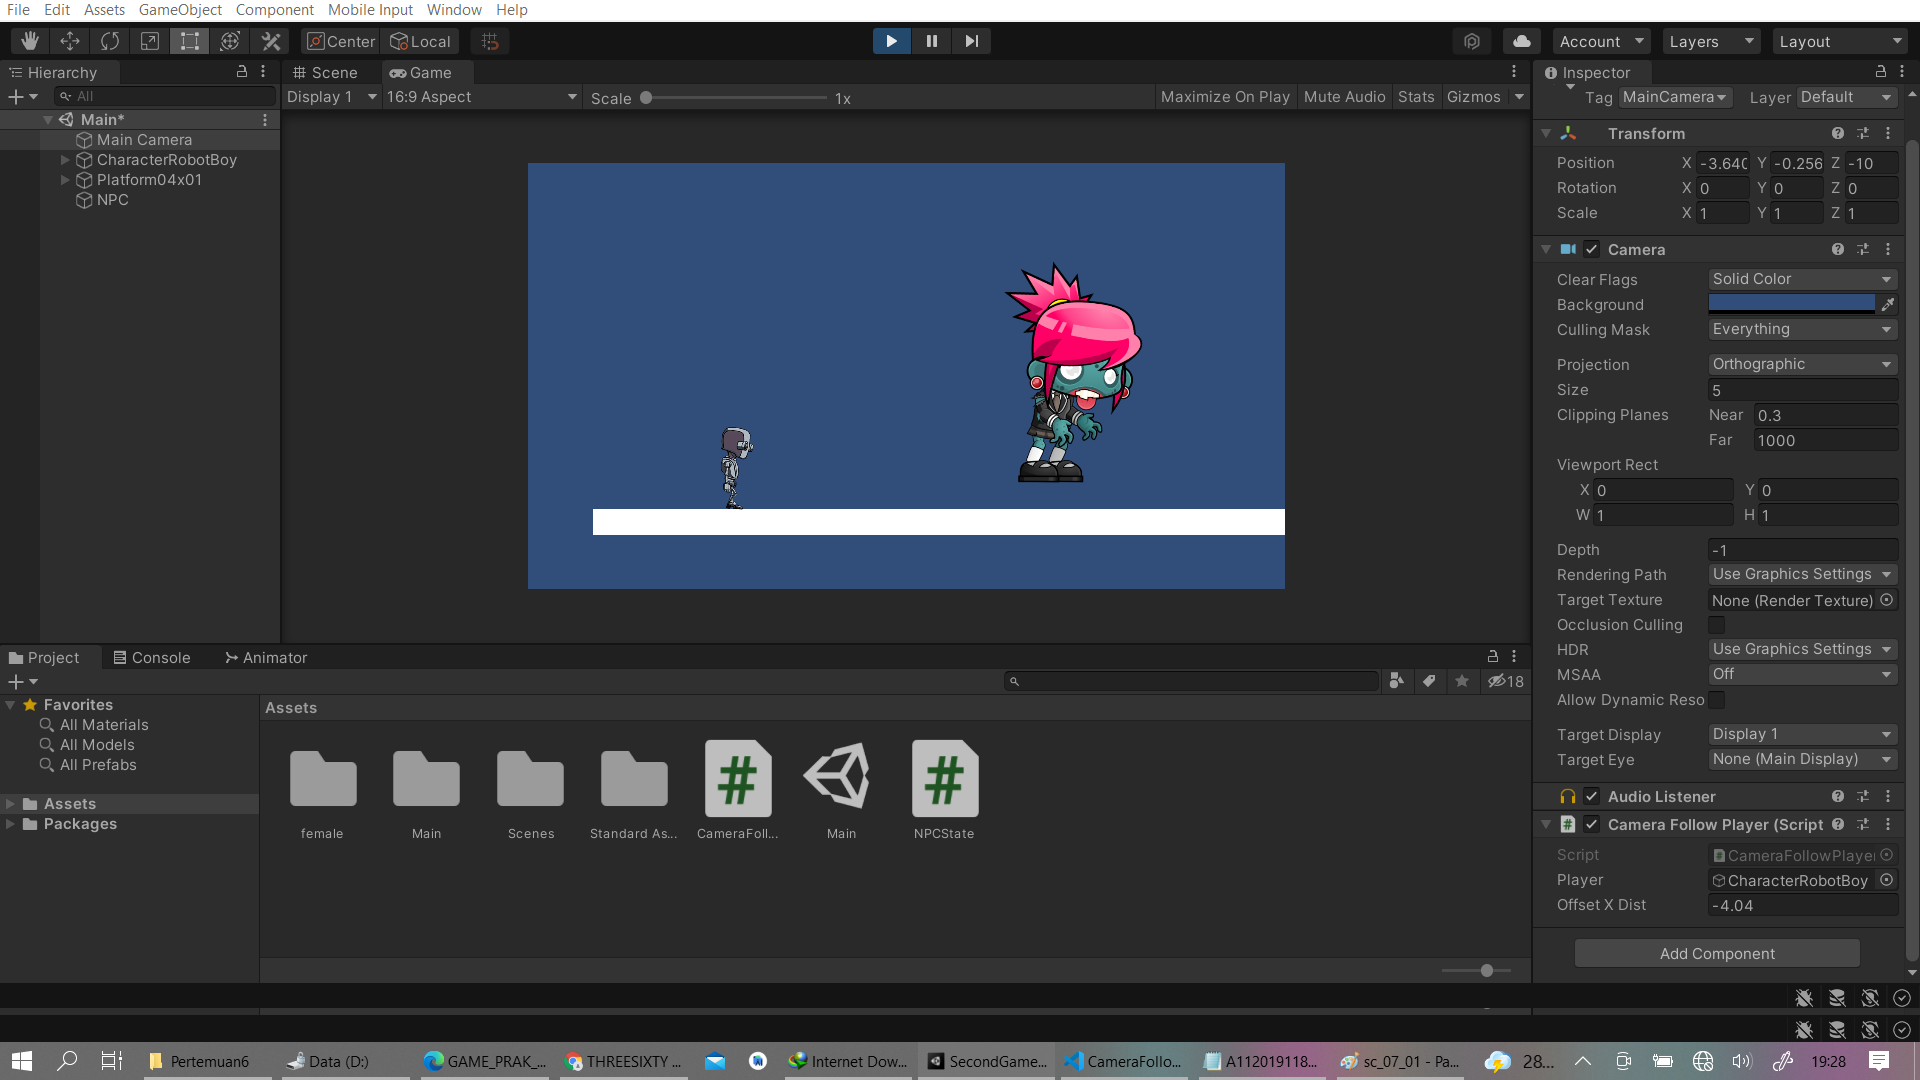 File Edit Assets GameObject Component Mobile Input Window Help
Center Local Account Layers Layout
Hierarchy Scene Game Inspector
All Display 1 16:9 Aspect Scale 1x Maximize On Play Mute Audio Stats Gizmos Tag MainCamera Layer Default
Main*
Main Camera
CharacterRobotBoy
Platform04x01
NPC
Transform
Position X -3.640 Y -0.256 Z -10
Rotation X 0 Y 0 Z 0
Scale X 1 Y 1 Z 1
Camera
Clear Flags Solid Color
Background
Culling Mask Everything
Projection Orthographic
Size 5
Clipping Planes Near 0.3
Far 1000
Viewport Rect
X 0 Y 0
W 1 H 1
Depth -1
Rendering Path Use Graphics Settings
Target Texture None (Render Texture)
Occlusion Culling
HDR Use Graphics Settings
MSAA Off
Allow Dynamic Reso
Target Display Display 1
Target Eye None (Main Display)
Audio Listener
Camera Follow Player (Script
Script CameraFollowPlayer
Player CharacterRobotBoy
Offset X Dist -4.04
Add Component
Project Console Animator
18
Favorites
All Materials
All Models
All Prefabs
Assets
Packages
Assets
female Main Scenes Standard As... CameraFoll... Main NPCState
Pertemuan6 Data (D:) GAME_PRAK_... THREESIXTY ... Internet Dow... SecondGame... CameraFollo... A112019118... sc_07_01 - Pa... 28... 19:28